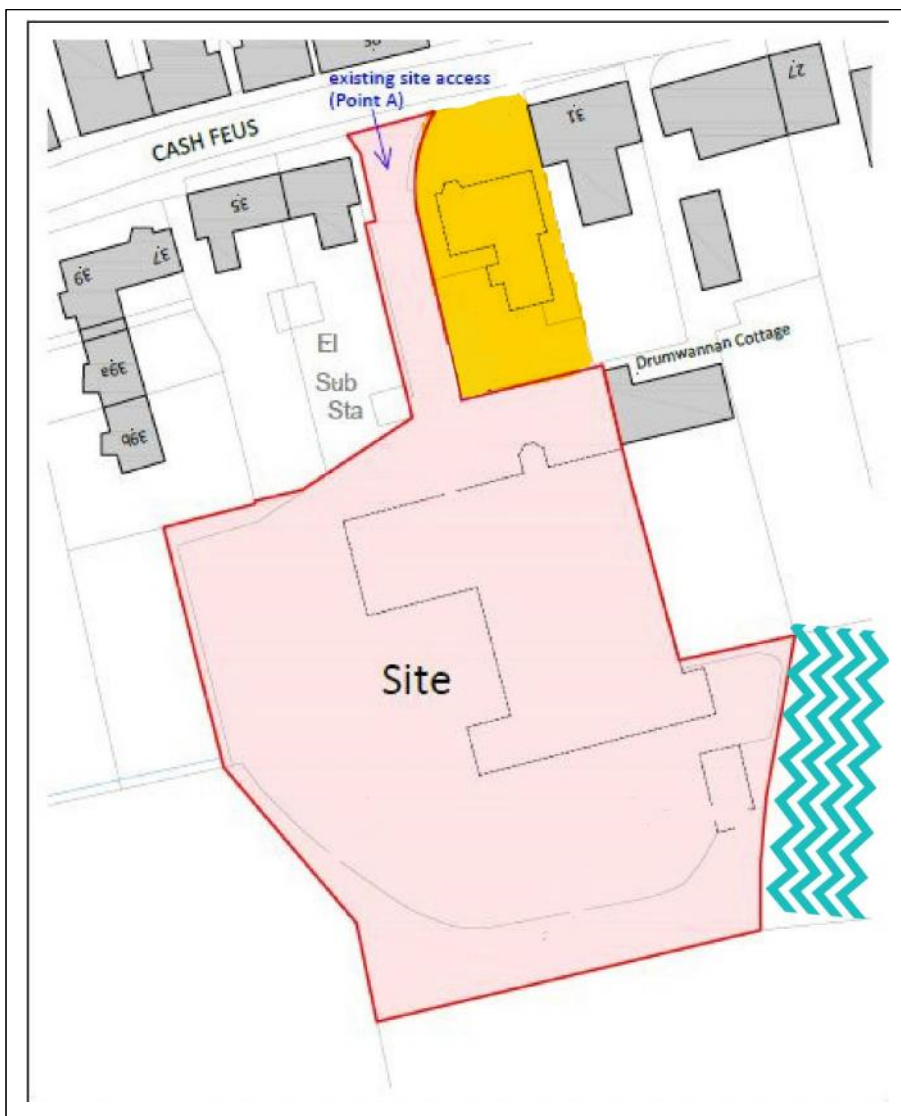 existing site access
(Point A)
CASH FEUS
27
31
35
37
39
39a
39b
El
Sub
Sta
Drumwannan Cottage
Site